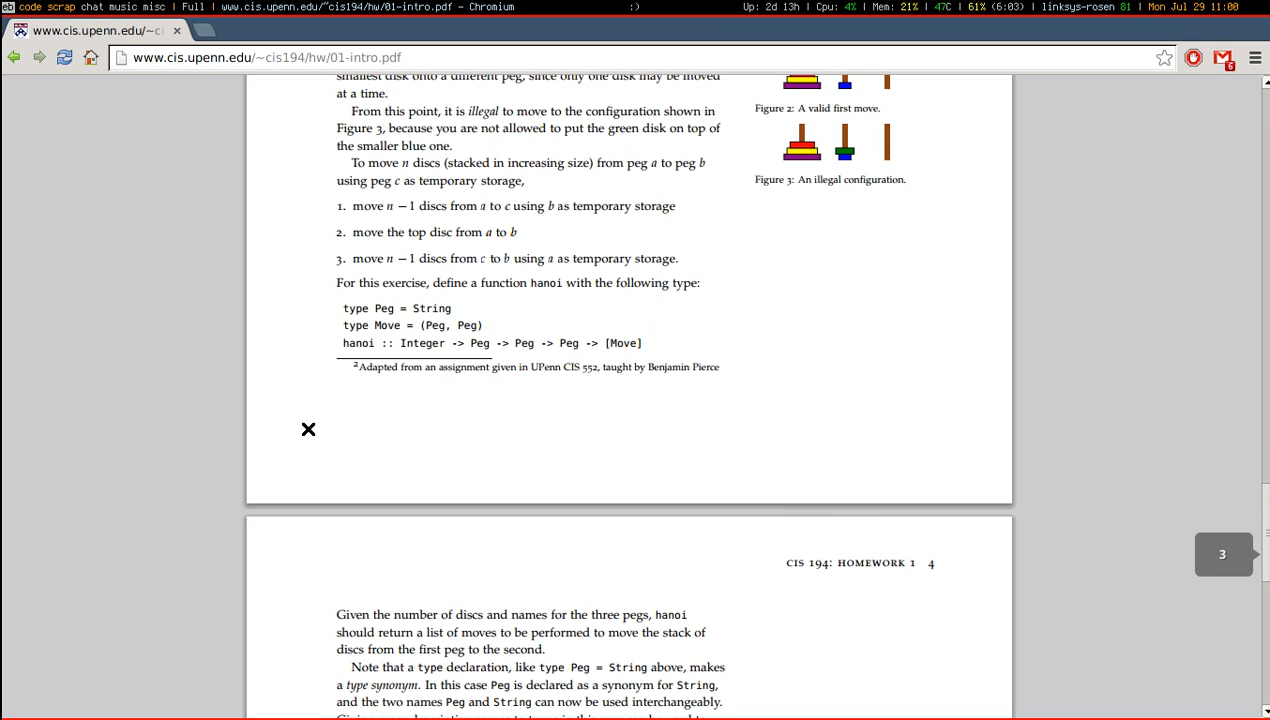 eb code scrap chat music misc | Full | www.cis.upenn.edu/~cis194/hw/01-intro.pdf - Chromium :) Up: 2d 13h | Cpu: 4% | Mem: 21% | 47C | 61% (6:03) | linksys-rosen 81 | Mon Jul 29 11:00
www.cis.upenn.edu/~ci
www.cis.upenn.edu/~cis194/hw/01-intro.pdf
6
smallest disk onto a different peg, since only one disk may be moved
at a time.
From this point, it is illegal to move to the configuration shown in
Figure 3, because you are not allowed to put the green disk on top of
the smaller blue one.
To move n discs (stacked in increasing size) from peg a to peg b
using peg c as temporary storage,
1. move n − 1 discs from a to c using b as temporary storage
2. move the top disc from a to b
3. move n − 1 discs from c to b using a as temporary storage.
For this exercise, define a function hanoi with the following type:
type Peg = String
type Move = (Peg, Peg)
hanoi :: Integer -> Peg -> Peg -> Peg -> [Move]
2Adapted from an assignment given in UPenn CIS 552, taught by Benjamin Pierce
Figure 2: A valid first move.
Figure 3: An illegal configuration.
3
CIS 194: HOMEWORK 1 4
Given the number of discs and names for the three pegs, hanoi
should return a list of moves to be performed to move the stack of
discs from the first peg to the second.
Note that a type declaration, like type Peg = String above, makes
a type synonym. In this case Peg is declared as a synonym for String,
and the two names Peg and String can now be used interchangeably.